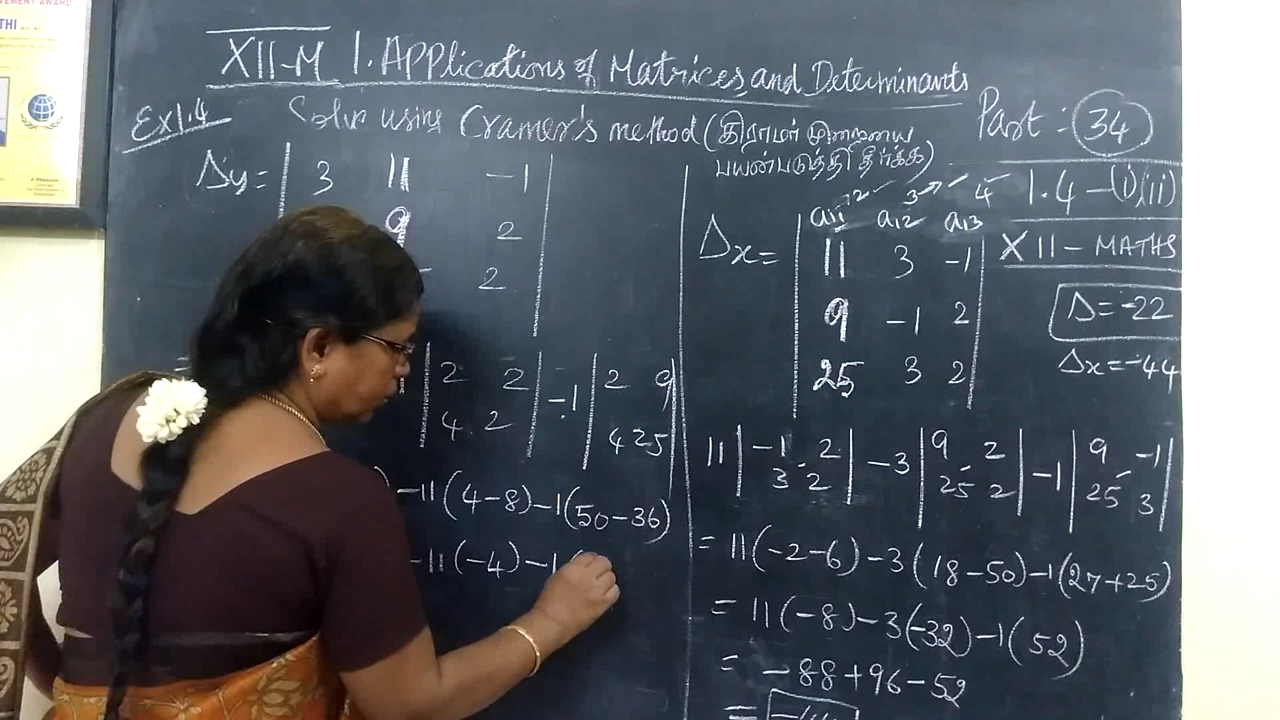 XII-M 1. Applications of Matrices and Determinants
Ex1.4 Solve using Cramer's method (கிராமர் முறையை
பயன்படுத்தி தீர்க்க)
Part : 34
Δy = | 3 11 -1 |
9 2
2
| 2 2 | -1 | 2 9 |
| 4 2 | | 4 25 |
) -11 (4-8) -1(50-36)
-11 (-4) -1 (
1.4 - (i) (iii)
XII - MATHS
Δ = -22
Δx = -44
a11 a12 a13
Δx = | 11 3 -1 |
| 9 -1 2 |
| 25 3 2 |
11 | -1 2 | -3 | 9 2 | -1 | 9 -1 |
| 3 2 | | 25 2 | | 25 3 |
= 11(-2-6) -3 (18-50) -1(27+25)
= 11(-8) -3(-32) -1(52)
= -88+96-52
=